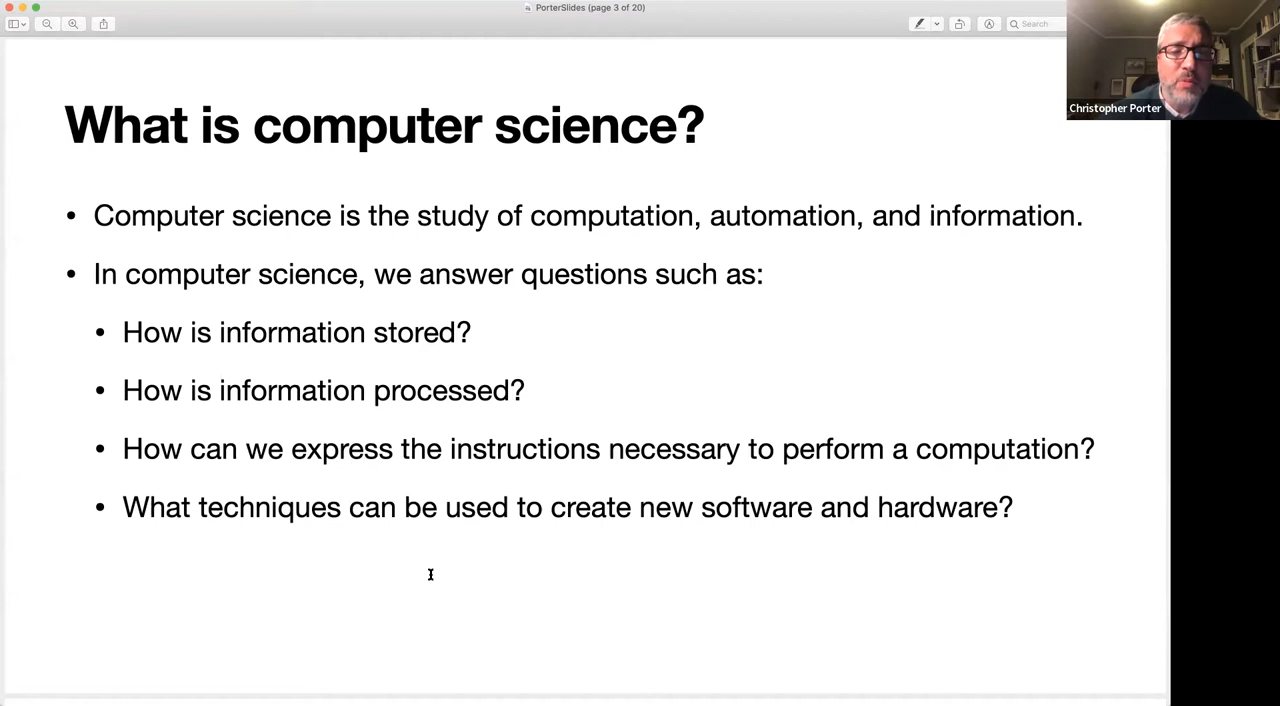 PorterSlides (page 3 of 20)
Search
Christopher Porter
What is computer science?
• Computer science is the study of computation, automation, and information.
• In computer science, we answer questions such as:
• How is information stored?
• How is information processed?
• How can we express the instructions necessary to perform a computation?
• What techniques can be used to create new software and hardware?